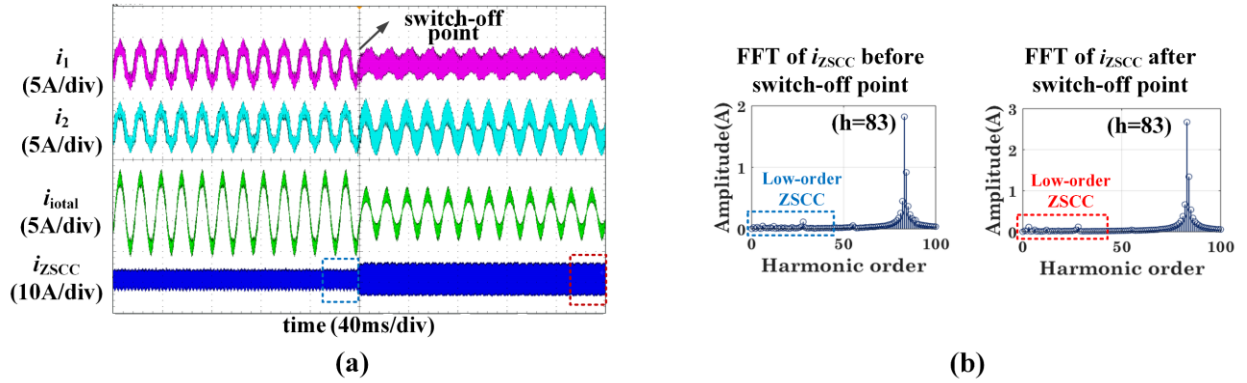 switch-off
point
i1
(5A/div)
i2
(5A/div)
iiotal
(5A/div)
iZSCC
(10A/div)
time (40ms/div)
(a)
FFT of iZSCC before
switch-off point
2
1
0
Amplitude(A)
(h=83)
Low-order
ZSCC
50
100
Harmonic order
FFT of iZSCC after
switch-off point
3
2
1
0
Amplitude(A)
(h=83)
Low-order
ZSCC
0
50
100
Harmonic order
(b)